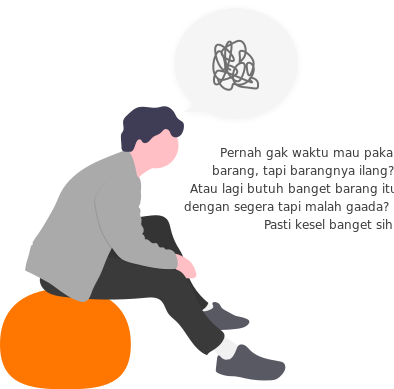 Pernah gak waktu mau paka
barang, tapi barangnya ilang?
Atau lagi butuh banget barang itu
dengan segera tapi malah gaada?
Pasti kesel banget sih